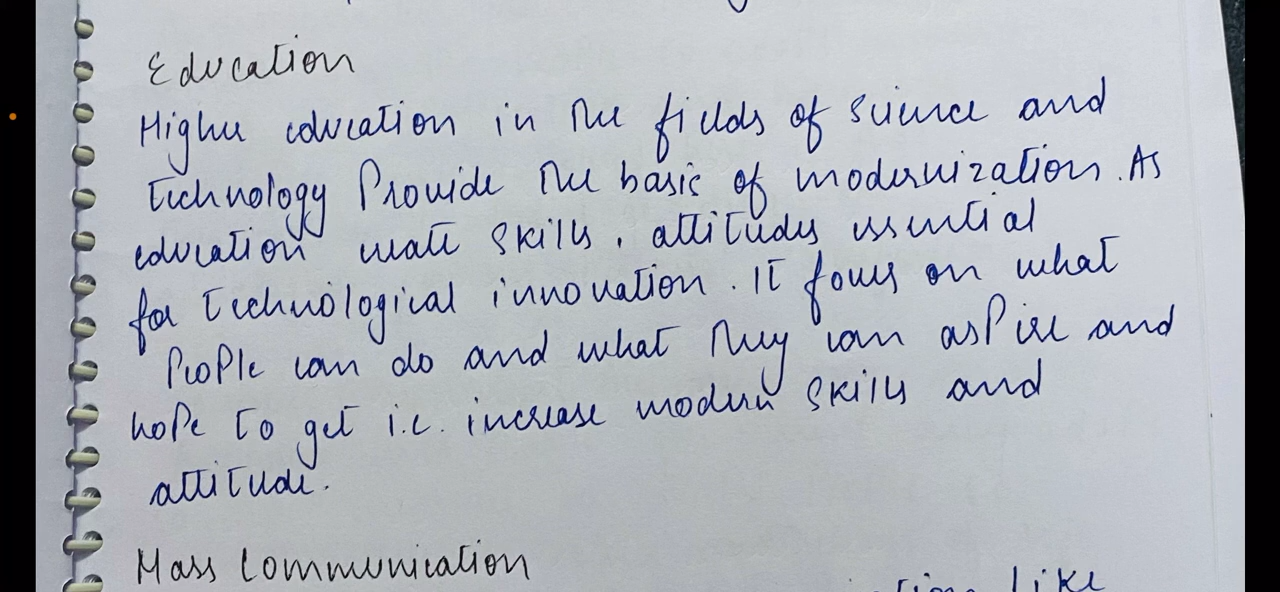 Education
Higher education in the fields of science and
technology Provide the basic of modernization. As
education create skills, attitudes essential
for technological innovation. It focus on what
People can do and what they can asPire and
hoPe to get i.e. increase modern skills and
attitude.
Mass Communication
like